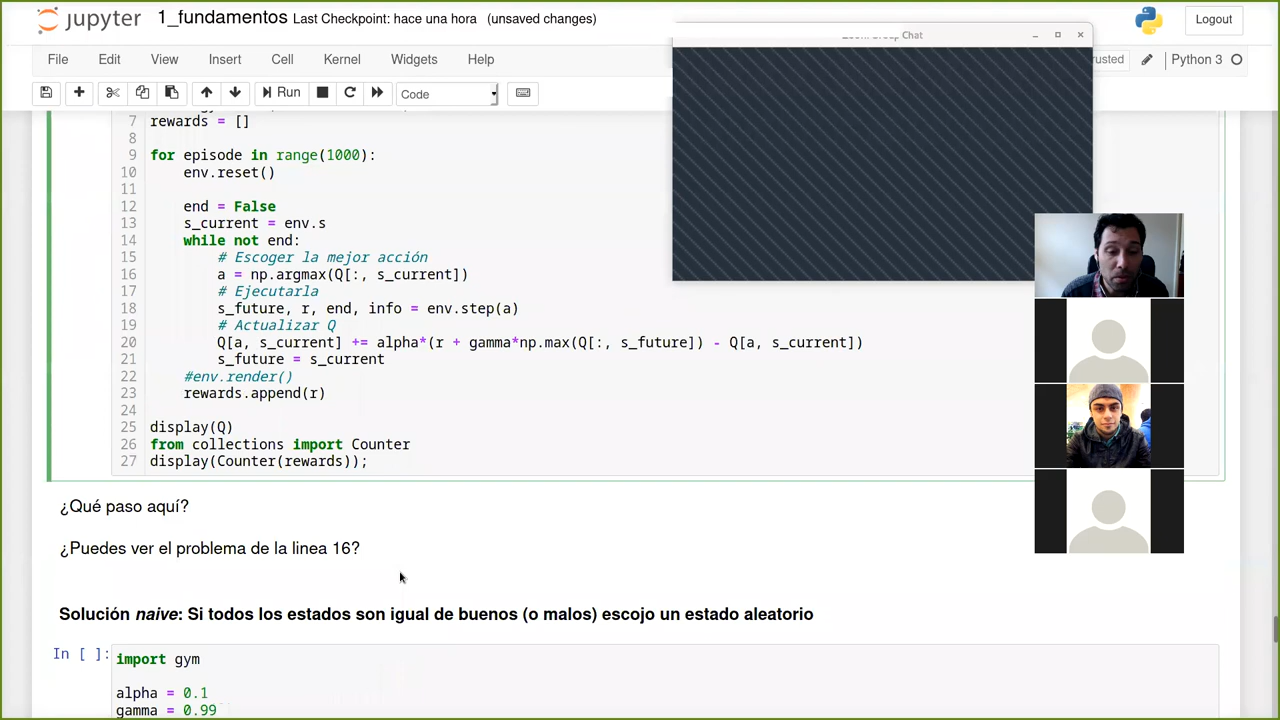 jupyter 1_fundamentos Last Checkpoint: hace una hora (unsaved changes)
Logout
File Edit View Insert Cell Kernel Widgets Help
rusted Python 3
Run Code
Chat
7 rewards = []
8
9 for episode in range(1000):
10 env.reset()
11
12 end = False
13 s_current = env.s
14 while not end:
15 # Escoger la mejor acción
16 a = np.argmax(Q[:, s_current])
17 # Ejecutarla
18 s_future, r, end, info = env.step(a)
19 # Actualizar Q
20 Q[a, s_current] += alpha*(r + gamma*np.max(Q[:, s_future]) - Q[a, s_current])
21 s_future = s_current
22 #env.render()
23 rewards.append(r)
24
25 display(Q)
26 from collections import Counter
27 display(Counter(rewards));
¿Qué paso aquí?
¿Puedes ver el problema de la linea 16?
Solución naive: Si todos los estados son igual de buenos (o malos) escojo un estado aleatorio
In [ ]: import gym
alpha = 0.1
gamma = 0.99